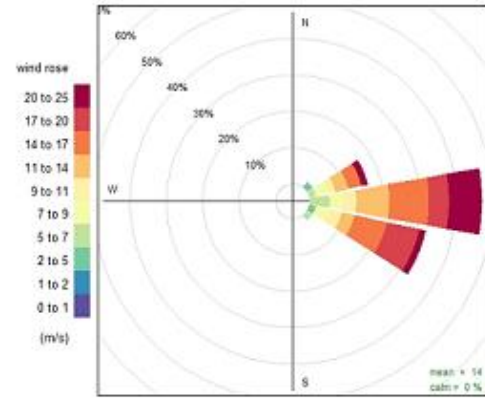 wind rose
20 to 25
17 to 20
14 to 17
11 to 14
9 to 11
7 to 9
5 to 7
2 to 5
1 to 2
0 to 1
(m/s)
60%
50%
40%
30%
20%
10%
N
W
S
mean = 14
calm = 0 %